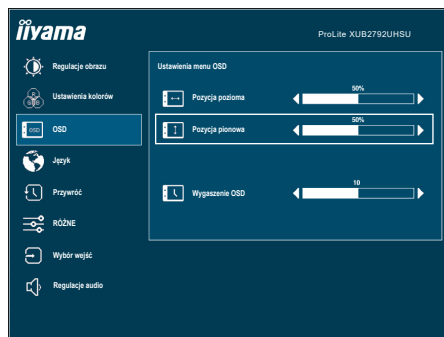 iiyama
ProLite XUB2792UHSU
Regulacje obrazu
Ustawienia kolorów
OSD
Język
Przywróć
RÓŻNE
Wybór wejść
Regulacje audio
Ustawienia menu OSD
Pozycja pozioma
50%
Pozycja pionowa
50%
Wygaszenie OSD
10
R
G B
OSD